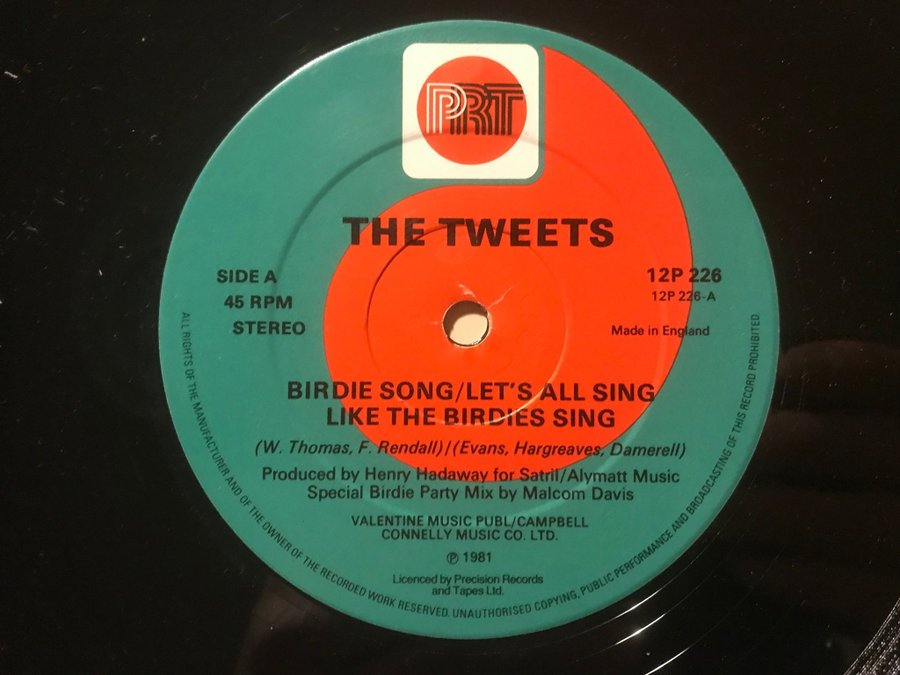 PRT
THE TWEETS
SIDE A
45 RPM
STEREO
12P 226
12P 226-A
Made in England
BIRDIE SONG/LET'S ALL SING
LIKE THE BIRDIES SING
(W. Thomas, F. Rendall)/(Evans, Hargreaves, Damerell)
Produced by Henry Hadaway for Satril/Alymatt Music
Special Birdie Party Mix by Malcom Davis
VALENTINE MUSIC PUBL/CAMPBELL
CONNELLY MUSIC CO. LTD.
℗ 1981
Licenced by Precision Records
and Tapes Ltd.
ALL RIGHTS OF THE MANUFACTURER AND OF THE OWNER OF THE RECORDED WORK RESERVED. UNAUTHORISED COPYING, PUBLIC PERFORMANCE AND BROADCASTING OF THIS RECORD PROHIBITED